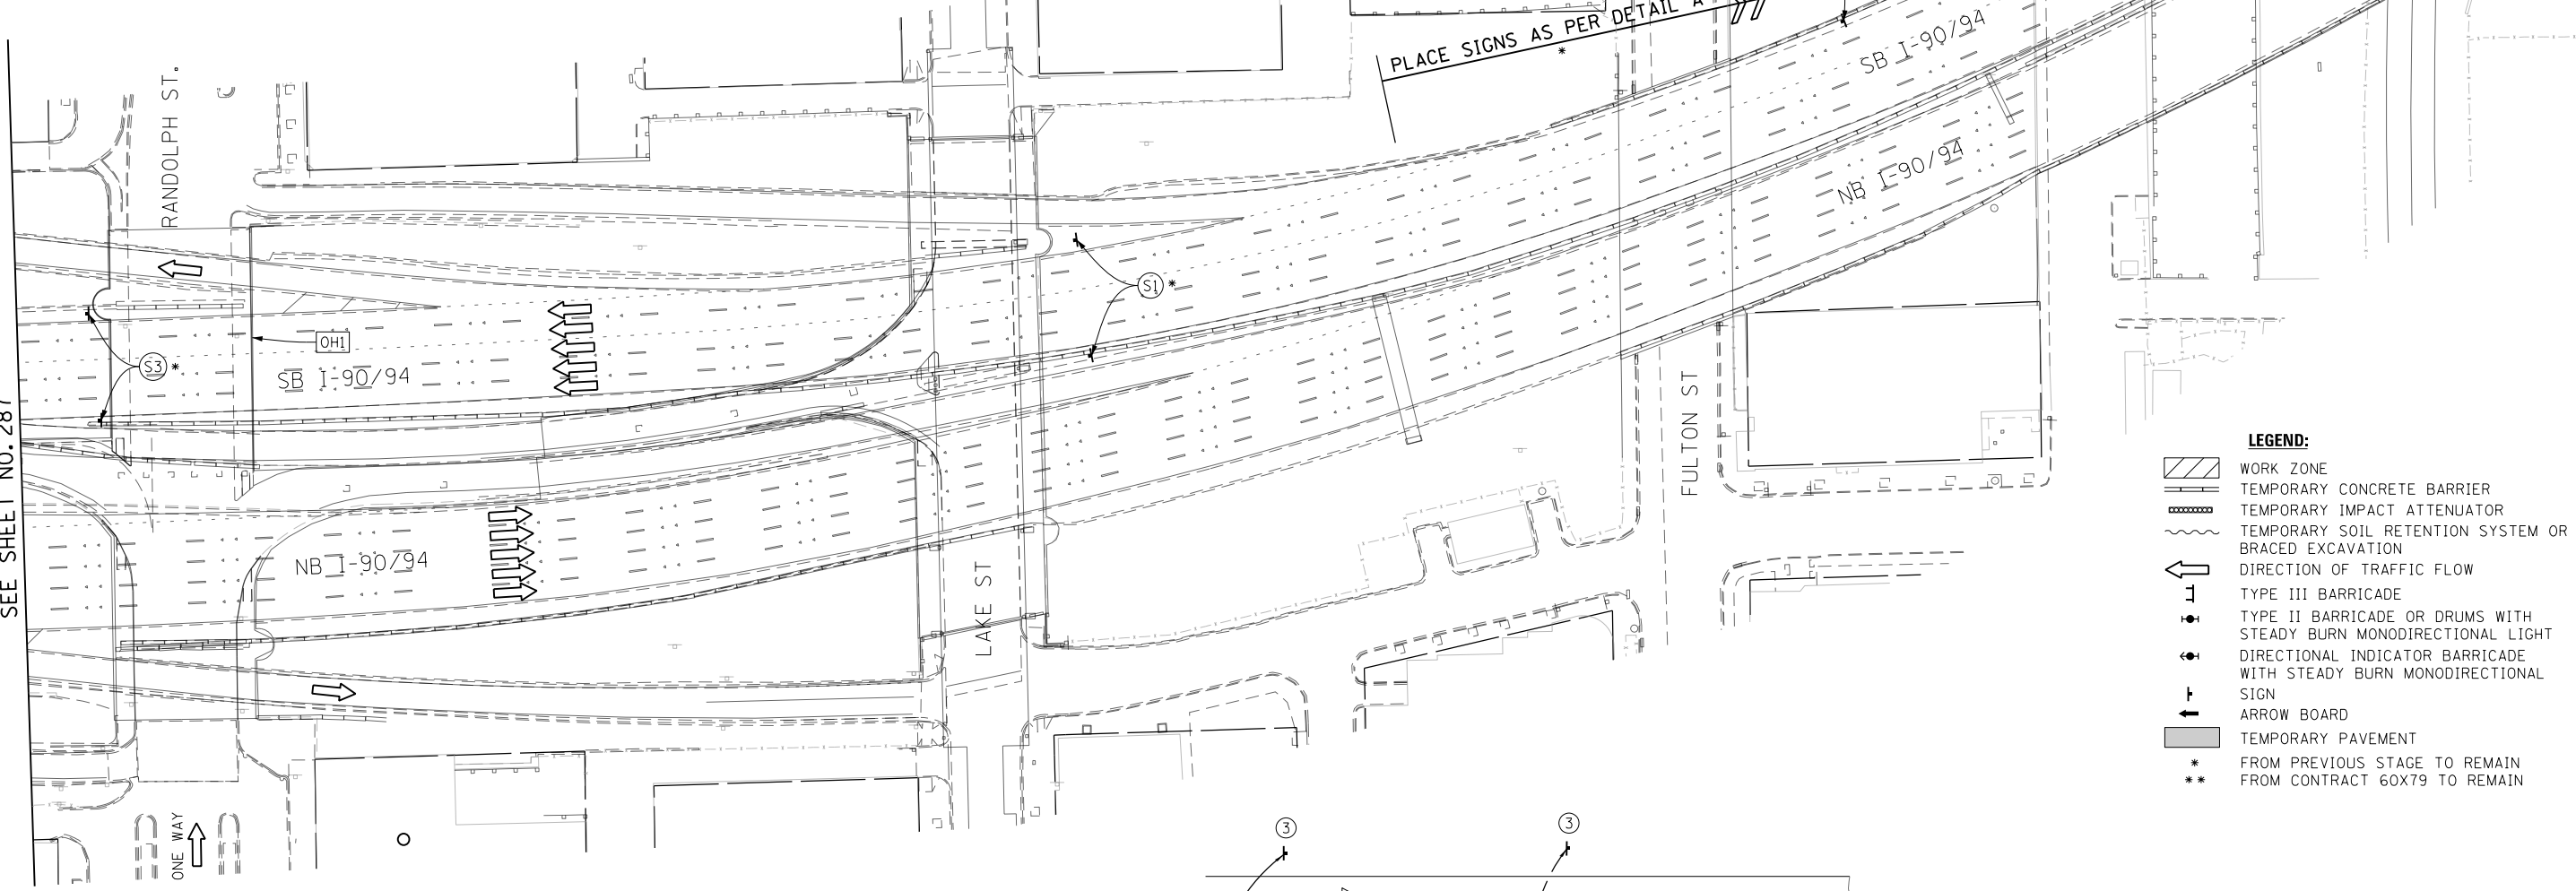 PLACE SIGNS AS PER DETAIL A
SB I-90/94
NB I-90/94
RANDOLPH ST.
S1 *
OH1
S3 *
SB I-90/94
SEE SHEET NO. 287
FULTON ST
NB I-90/94
LAKE ST
ONE WAY
3
3
LEGEND:
WORK ZONE
TEMPORARY CONCRETE BARRIER
TEMPORARY IMPACT ATTENUATOR
TEMPORARY SOIL RETENTION SYSTEM OR
BRACED EXCAVATION
DIRECTION OF TRAFFIC FLOW
TYPE III BARRICADE
TYPE II BARRICADE OR DRUMS WITH
STEADY BURN MONODIRECTIONAL LIGHT
DIRECTIONAL INDICATOR BARRICADE
WITH STEADY BURN MONODIRECTIONAL
SIGN
ARROW BOARD
TEMPORARY PAVEMENT
* FROM PREVIOUS STAGE TO REMAIN
** FROM CONTRACT 60X79 TO REMAIN